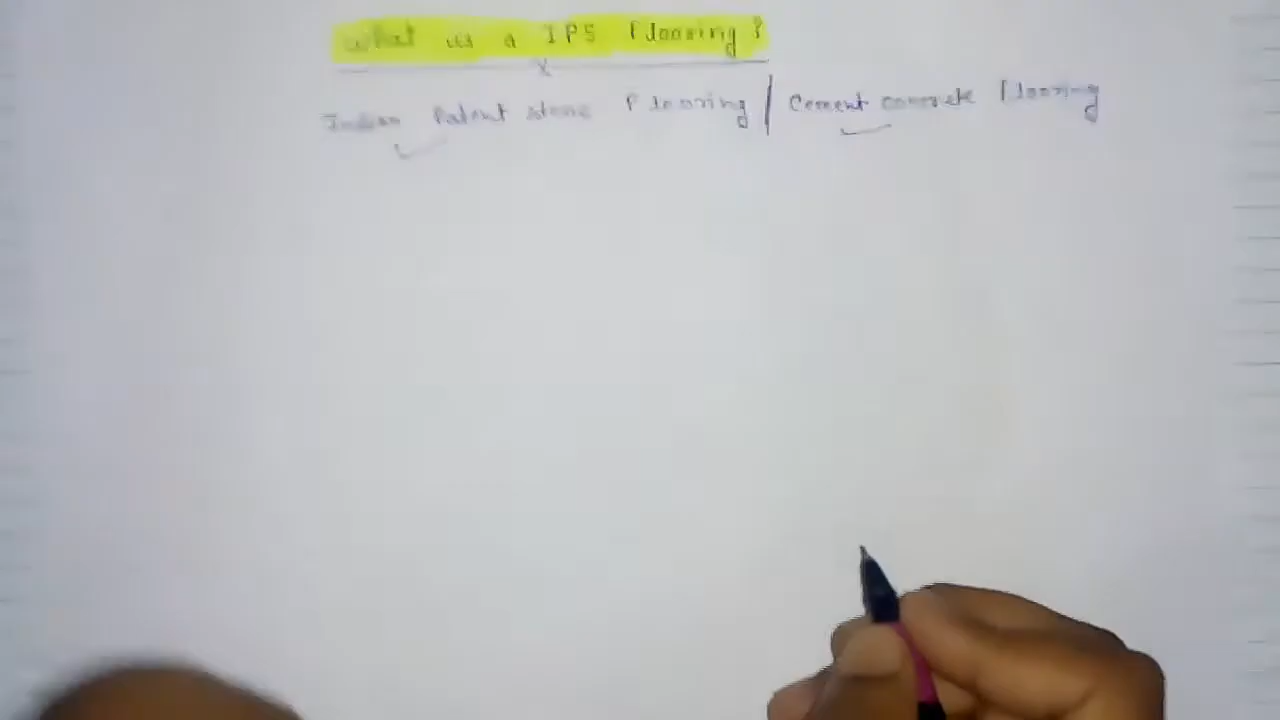 What is a IPS Flooring?
Indian Patent stone Flooring / Cement concrete Flooring